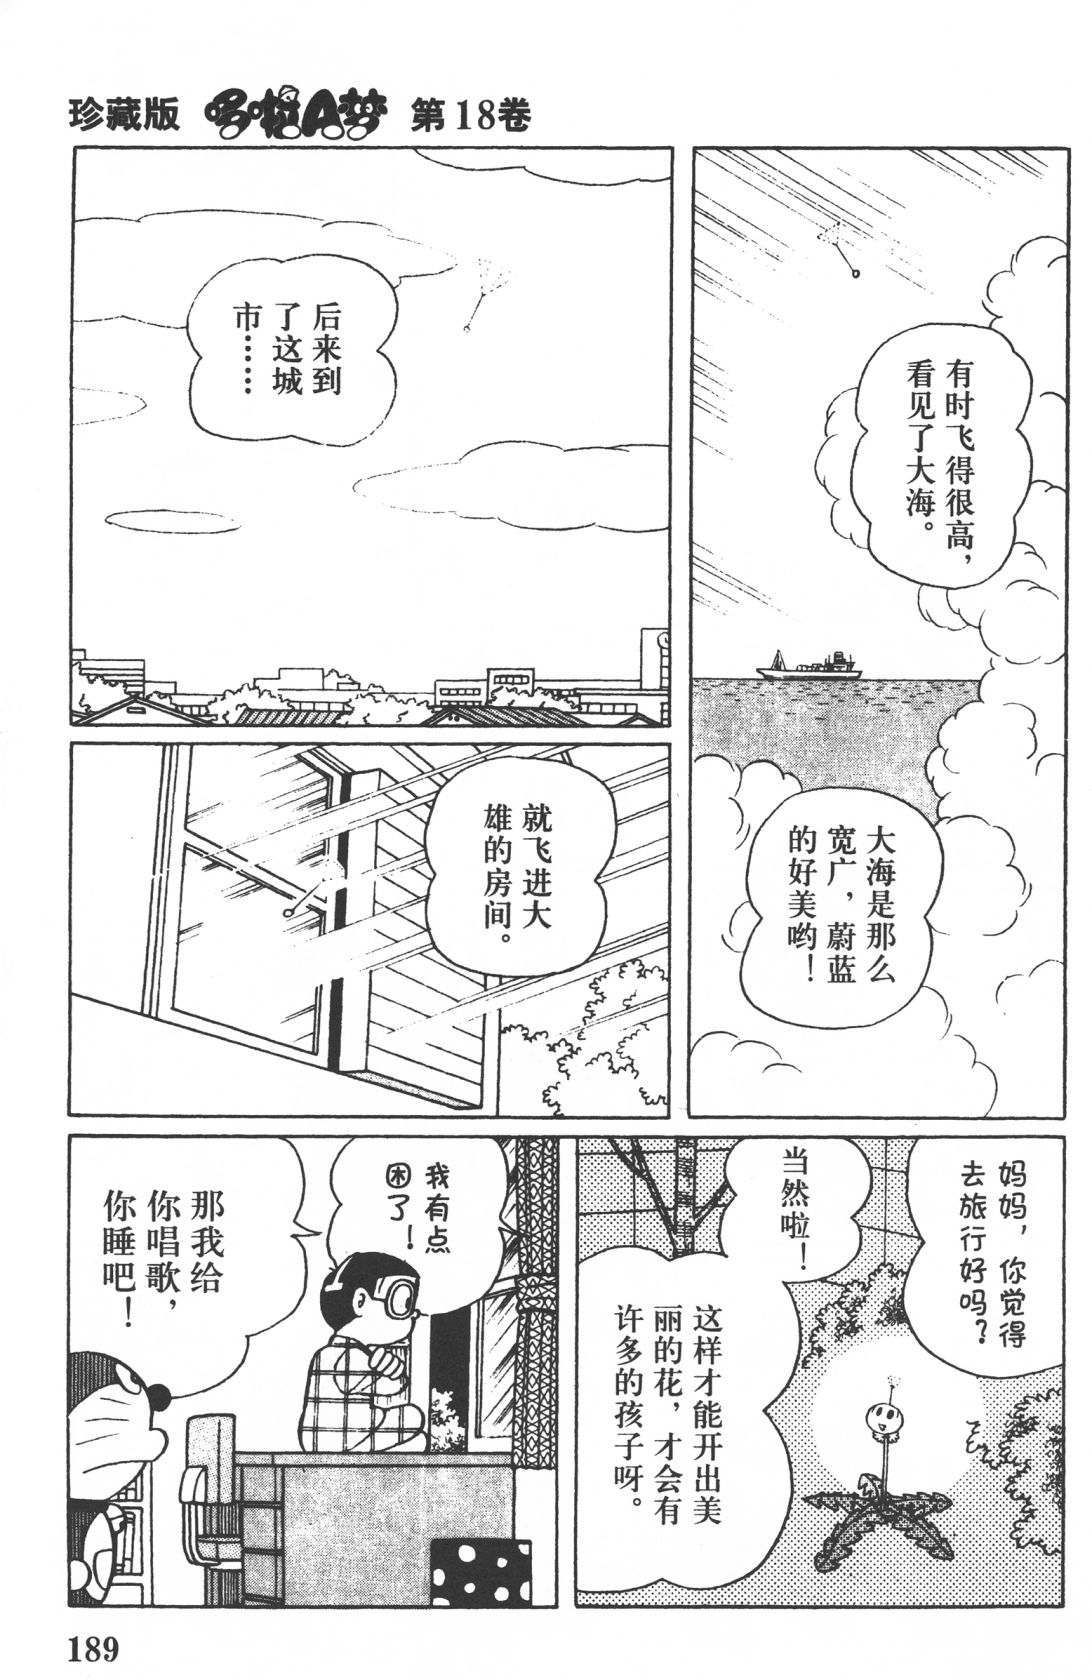 珍藏版 哆啦A梦 第18卷
有时飞得很高，
看见了大海。
大海是那么
宽广，蔚蓝
的好美哟！
后来到
了这城
市……
就飞进大
雄的房间。
妈妈，你觉得
去旅行好吗？
当然啦！
这样才能开出美
丽的花，才会有
许多的孩子呀。
我有点
困了！
那我给
你唱歌，
你睡吧！
189